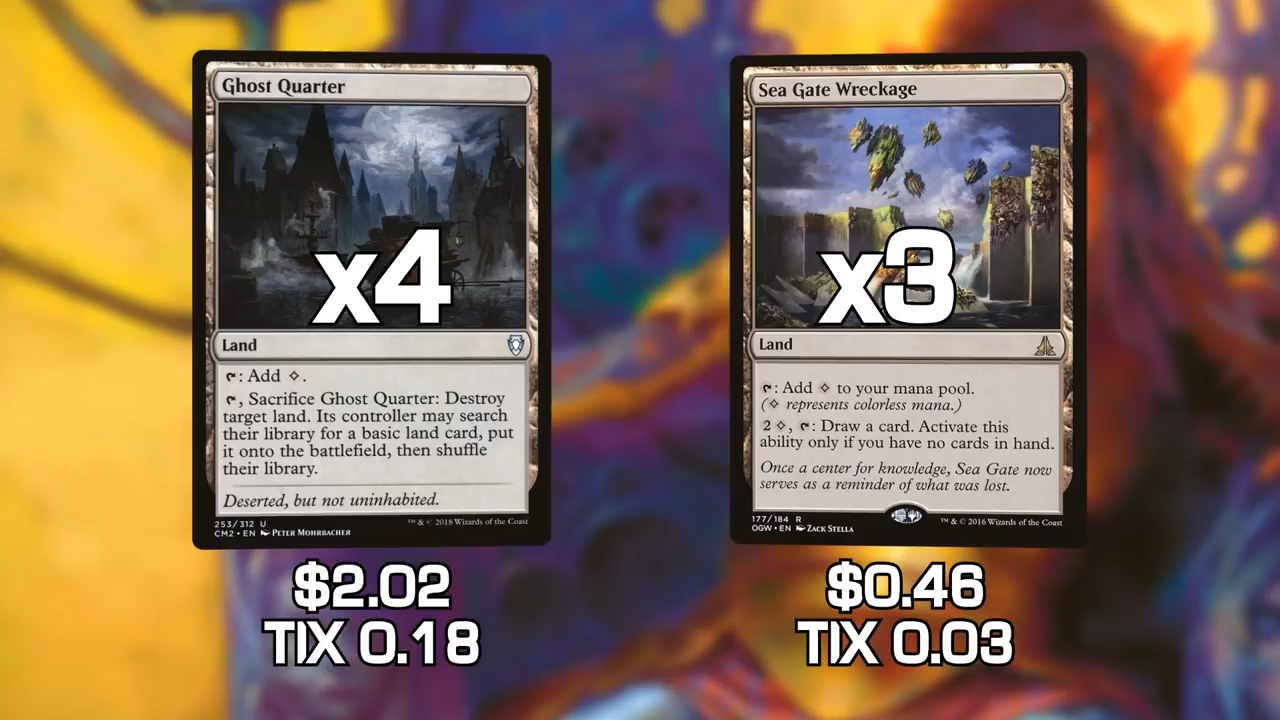 Ghost Quarter
x4
Land
: Add .
, Sacrifice Ghost Quarter: Destroy
target land. Its controller may search
their library for a basic land card, put
it onto the battlefield, then shuffle
their library.
Deserted, but not uninhabited.
253/312 U
CM2 • EN PETER MOHRBACHER
™ & © 2018 Wizards of the Coast
$2.02
TIX 0.18
Sea Gate Wreckage
x3
Land
: Add to your mana pool.
( represents colorless mana.)
2 , : Draw a card. Activate this
ability only if you have no cards in hand.
Once a center for knowledge, Sea Gate now
serves as a reminder of what was lost.
177/184 R
OGW • EN ZACK STELLA
™ & © 2016 Wizards of the Coast
$0.46
TIX 0.03